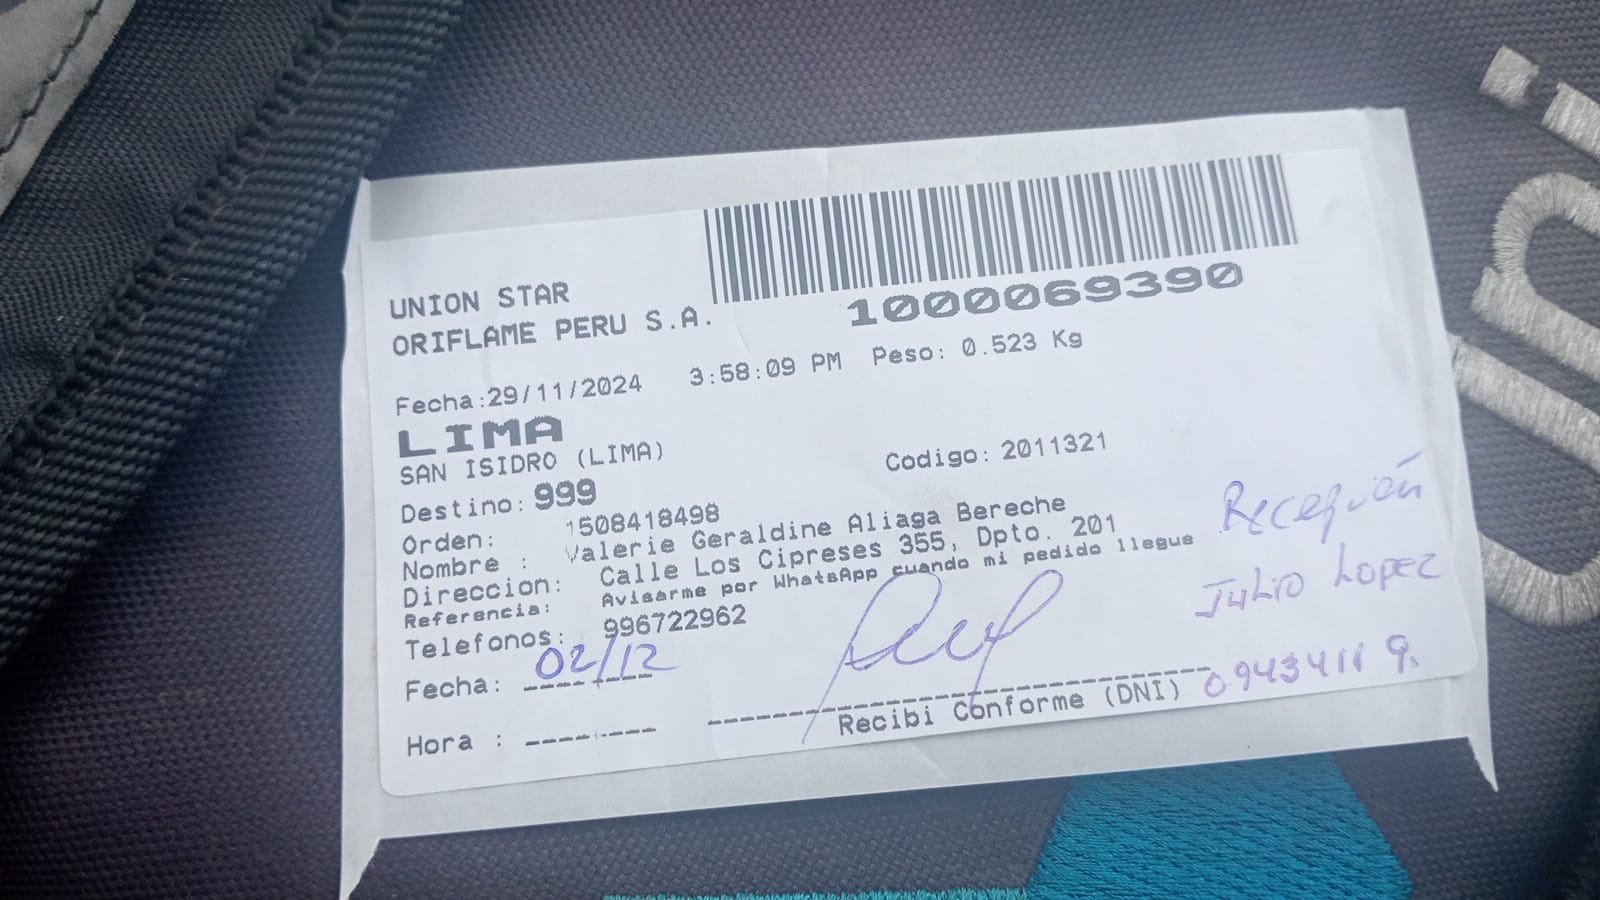 UNION STAR
ORIFLAME PERU S.A.
1000069390
Fecha:29/11/2024 3:58:09 PM Peso: 0.523 Kg
LIMA
SAN ISIDRO (LIMA)
Codigo: 2011321
Destino: 999
Orden: 1508418498
Nombre : Valerie Geraldine Aliaga Bereche
Direccion: Calle Los Cipreses 355, Dpto. 201
Referencia: Avisarme por WhatsApp cuando mi pedido llegue
Telefonos: 996722962
Recepción
Julio Lopez
Fecha: 02/12
Hora :
Recibi Conforme (DNI)